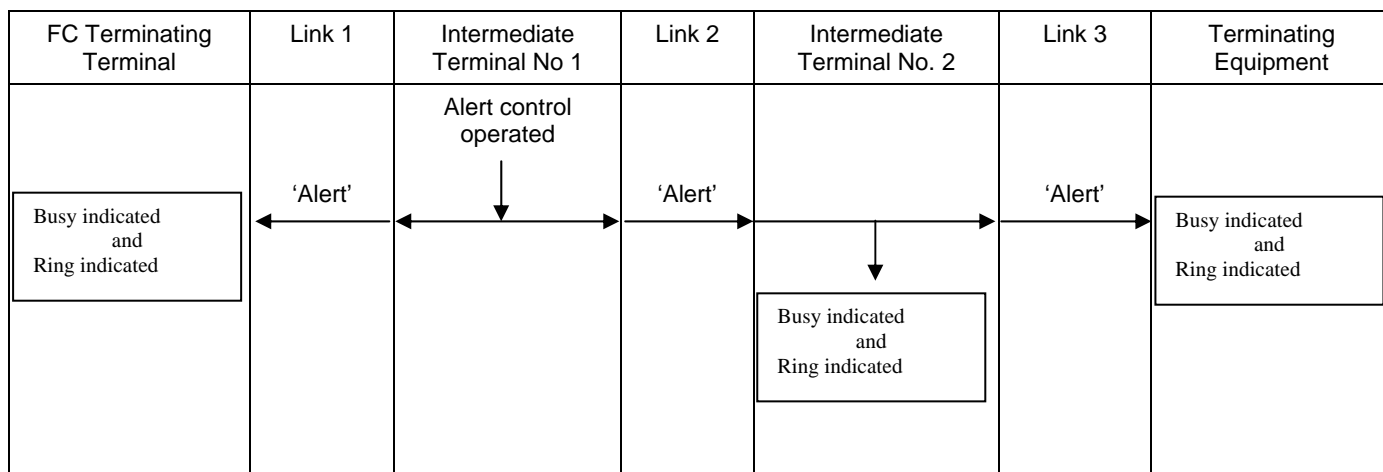 FC Terminating
Terminal
Link 1
Intermediate
Terminal No 1
Link 2
Intermediate
Terminal No. 2
Link 3
Terminating
Equipment
Alert control
operated
‘Alert’
‘Alert’
‘Alert’
Busy indicated
and
Ring indicated
Busy indicated
and
Ring indicated
Busy indicated
and
Ring indicated